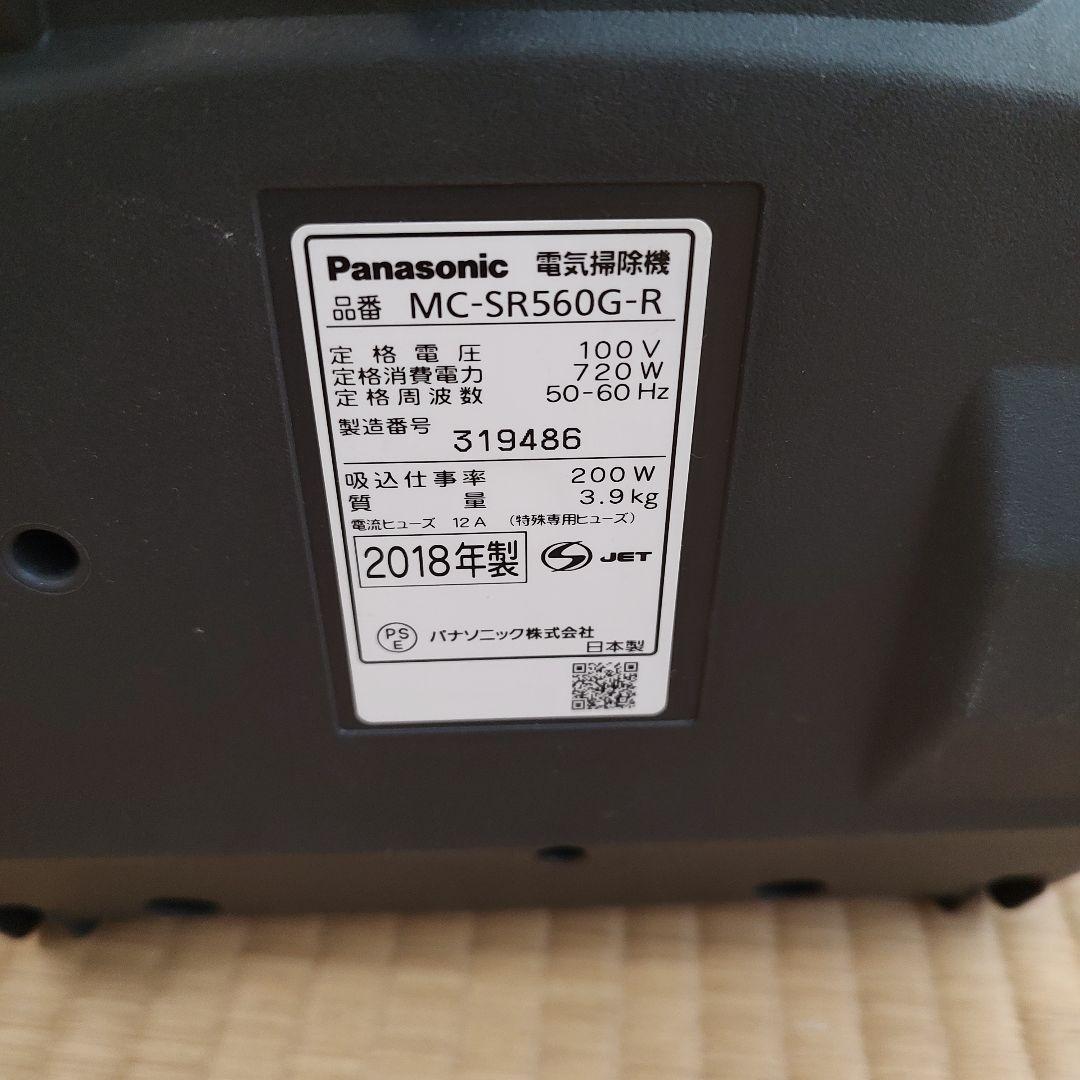 Panasonic 電気掃除機
品番 MC-SR560G-R
定格電圧 100V
定格消費電力 720W
定格周波数 50-60Hz
製造番号 319486
吸込仕事率 200W
質量 3.9kg
電流ヒューズ 12A (特殊専用ヒューズ)
2018年製 S JET
PS
E
パナソニック株式会社
日本製